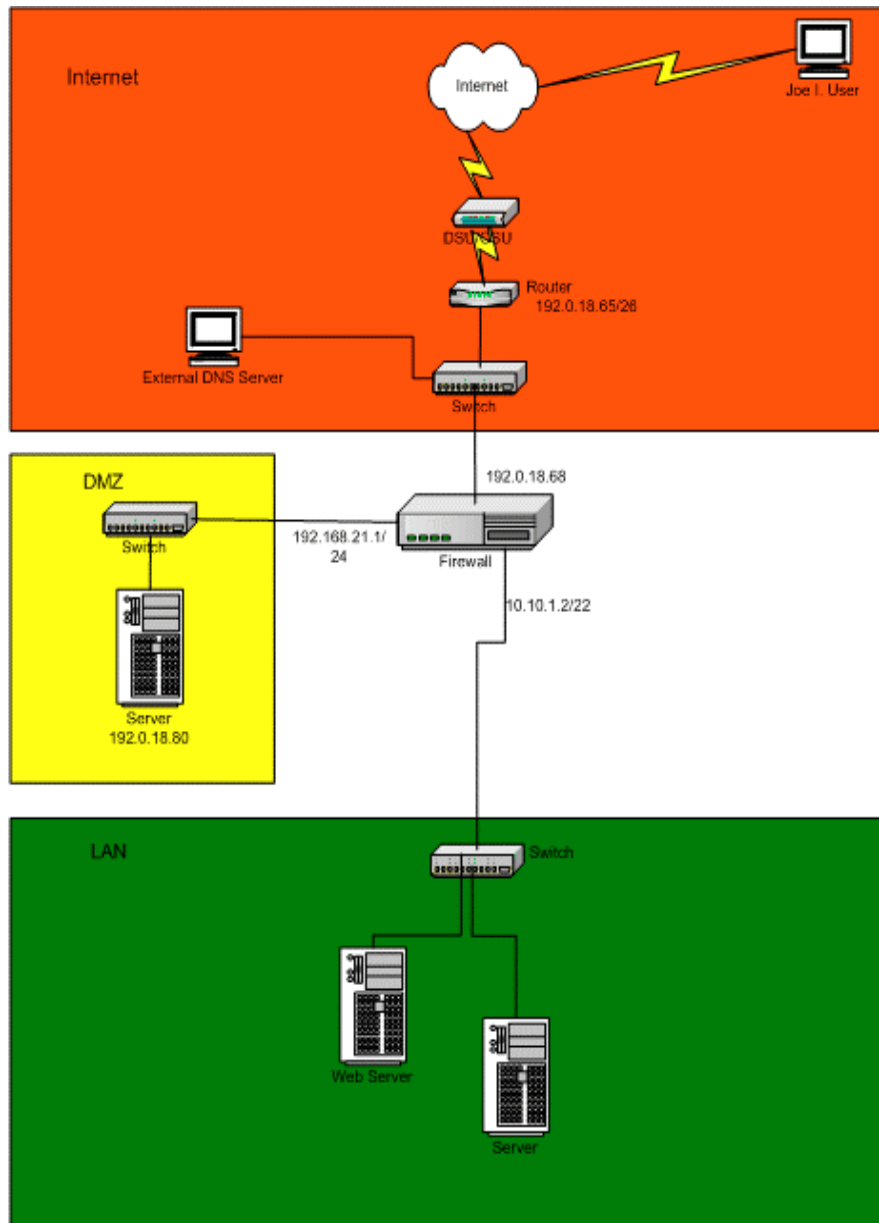 Internet
Internet
Joe I. User
DSU/CSU
Router
192.0.18.65/26
External DNS Server
Switch
192.0.18.68
DMZ
Switch
192.168.21.1/
24
Firewall
10.10.1.2/22
Server
192.0.18.80
LAN
Switch
Web Server
Server